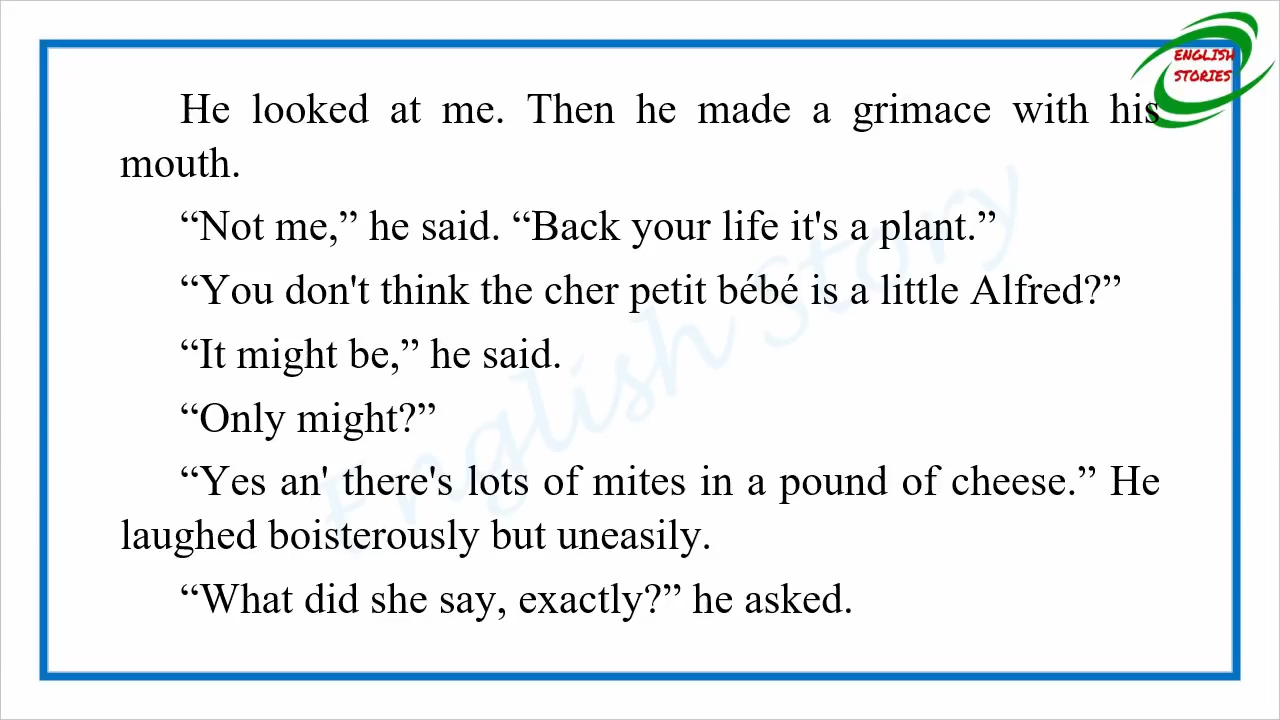 ENGLISH
STORIES
He looked at me. Then he made a grimace with his
mouth.
“Not me,” he said. “Back your life it's a plant.”
“You don't think the cher petit bébé is a little Alfred?”
“It might be,” he said.
“Only might?”
“Yes an' there's lots of mites in a pound of cheese.” He
laughed boisterously but uneasily.
“What did she say, exactly?” he asked.
English Story